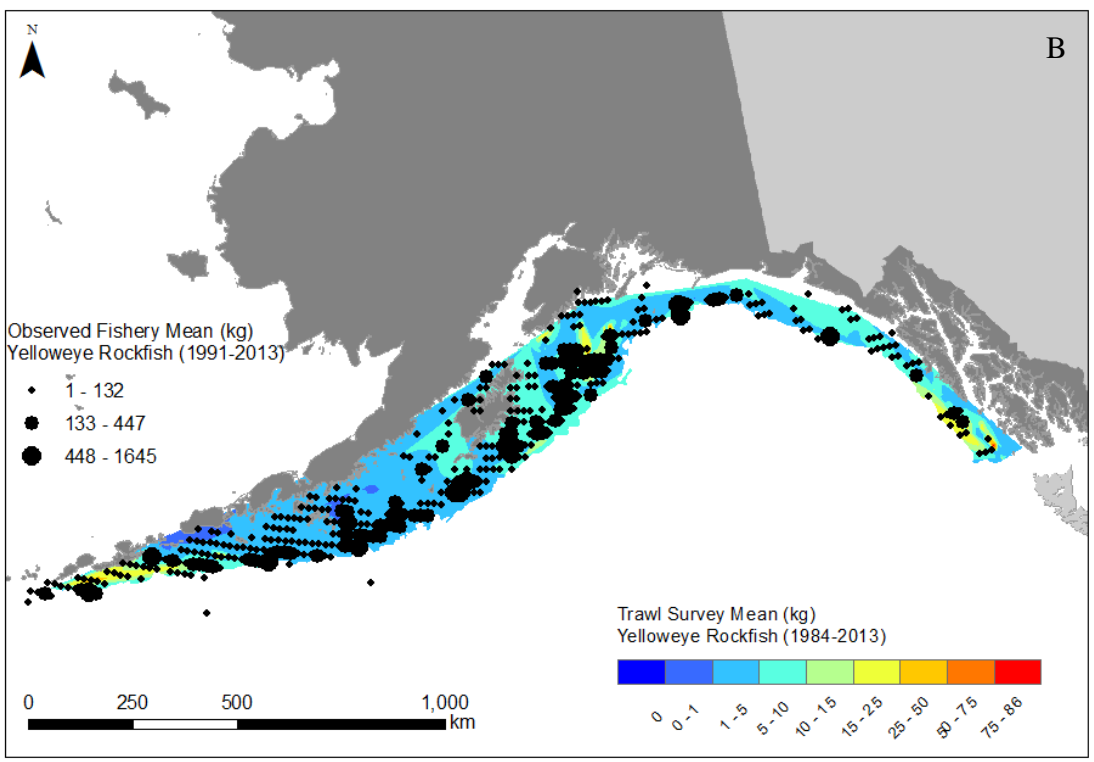 N
B
Observed Fishery Mean (kg)
Yelloweye Rockfish (1991-2013)
1 - 132
133 - 447
448 - 1645
Trawl Survey Mean (kg)
Yelloweye Rockfish (1984-2013)
0
0 - 1
1 - 5
5 - 10
10 - 15
15 - 25
25 - 50
50 - 75
75 - 86
0 250 500 1,000
km